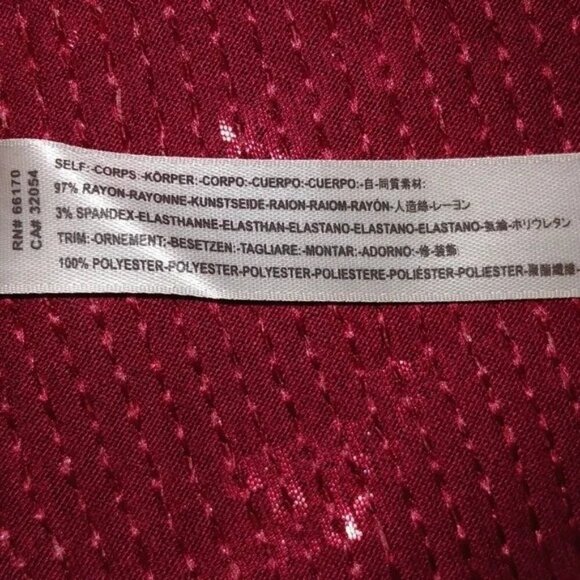 RN# 66170
CA# 32054
SELF:-CORPS:-KÖRPER:-CORPO:-CUERPO:-CUERPO:-自-同質素材:
97% RAYON-RAYONNE-KUNSTSEIDE-RAION-RAIOM-RAYÓN-人造絲-レーヨン
3% SPANDEX-ELASTHANNE-ELASTHAN-ELASTANO-ELASTANO-ELASTANO-氨綸-ポリウレタン
TRIM:-ORNEMENT:-BESETZEN:-TAGLIARE:-MONTAR:-ADORNO:-修-装飾
100% POLYESTER-POLYESTER-POLYESTER-POLIESTERE-POLIÉSTER-POLIÉSTER-聚酯纖維-